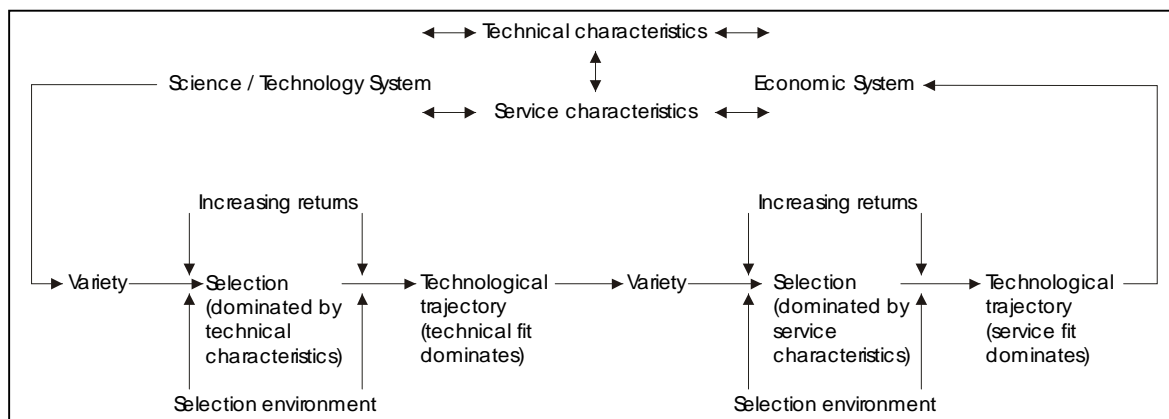 Technical characteristics
Science / Technology System
Economic System
Service characteristics
Increasing returns
Increasing returns
Variety
Selection
(dominated by
technical
characteristics)
Technological
trajectory
(technical fit
dominates)
Variety
Selection
(dominated by
service
characteristics)
Technological
trajectory
(service fit
dominates)
Selection environment
Selection environment